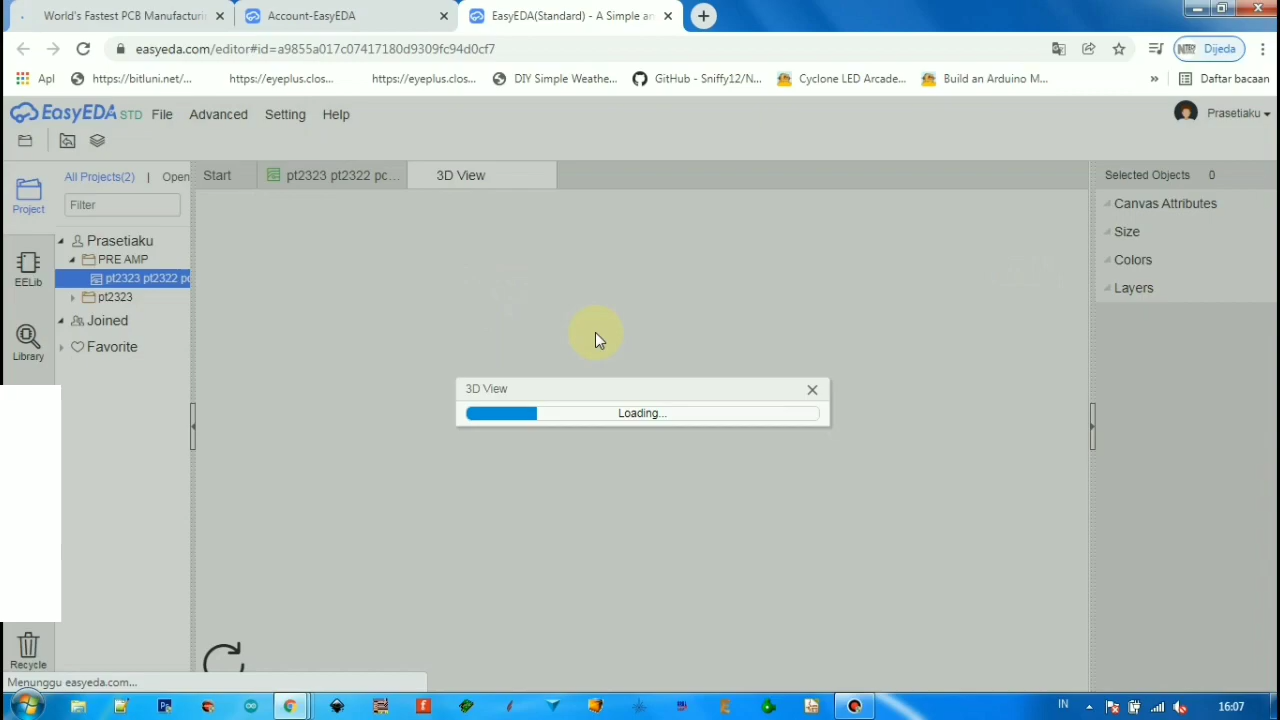 World's Fastest PCB Manufacturin
Account-EasyEDA
EasyEDA(Standard) - A Simple an
easyeda.com/editor#id=a9855a017c07417180d9309fc94d0cf7
Dijeda
Apl
https://bitluni.net/...
https://eyeplus.clos...
https://eyeplus.clos...
DIY Simple Weathe...
GitHub - Sniffy12/N...
Cyclone LED Arcade...
Build an Arduino M...
»
Daftar bacaan
EasyEDA STD
File
Advanced
Setting
Help
Prasetiaku
Project
EELib
Library
Recycle
All Projects(2) | Open
Filter
Prasetiaku
PRE AMP
pt2323 pt2322 pc
pt2323
Joined
Favorite
Start
pt2323 pt2322 pc...
3D View
3D View
Loading...
Selected Objects 0
Canvas Attributes
Size
Colors
Layers
Menunggu easyeda.com...
IN
16:07